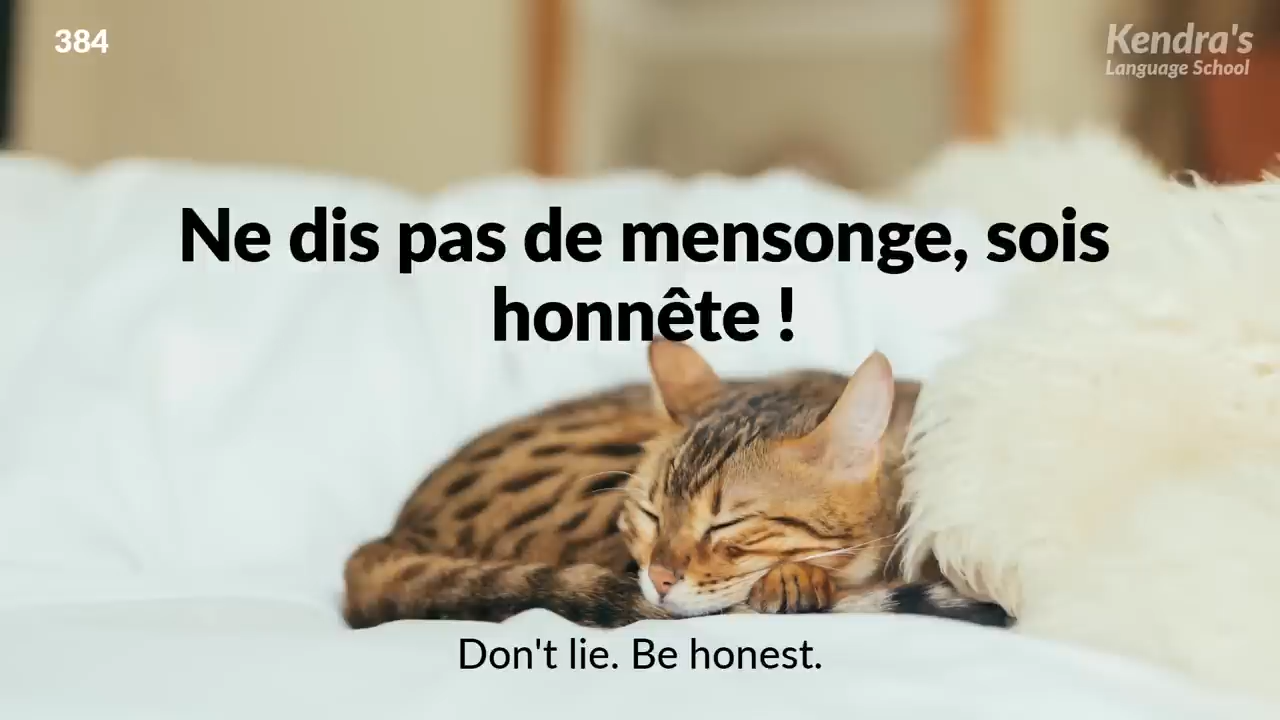 384
Kendra's
Language School
Ne dis pas de mensonge, sois
honnête !
Don't lie. Be honest.